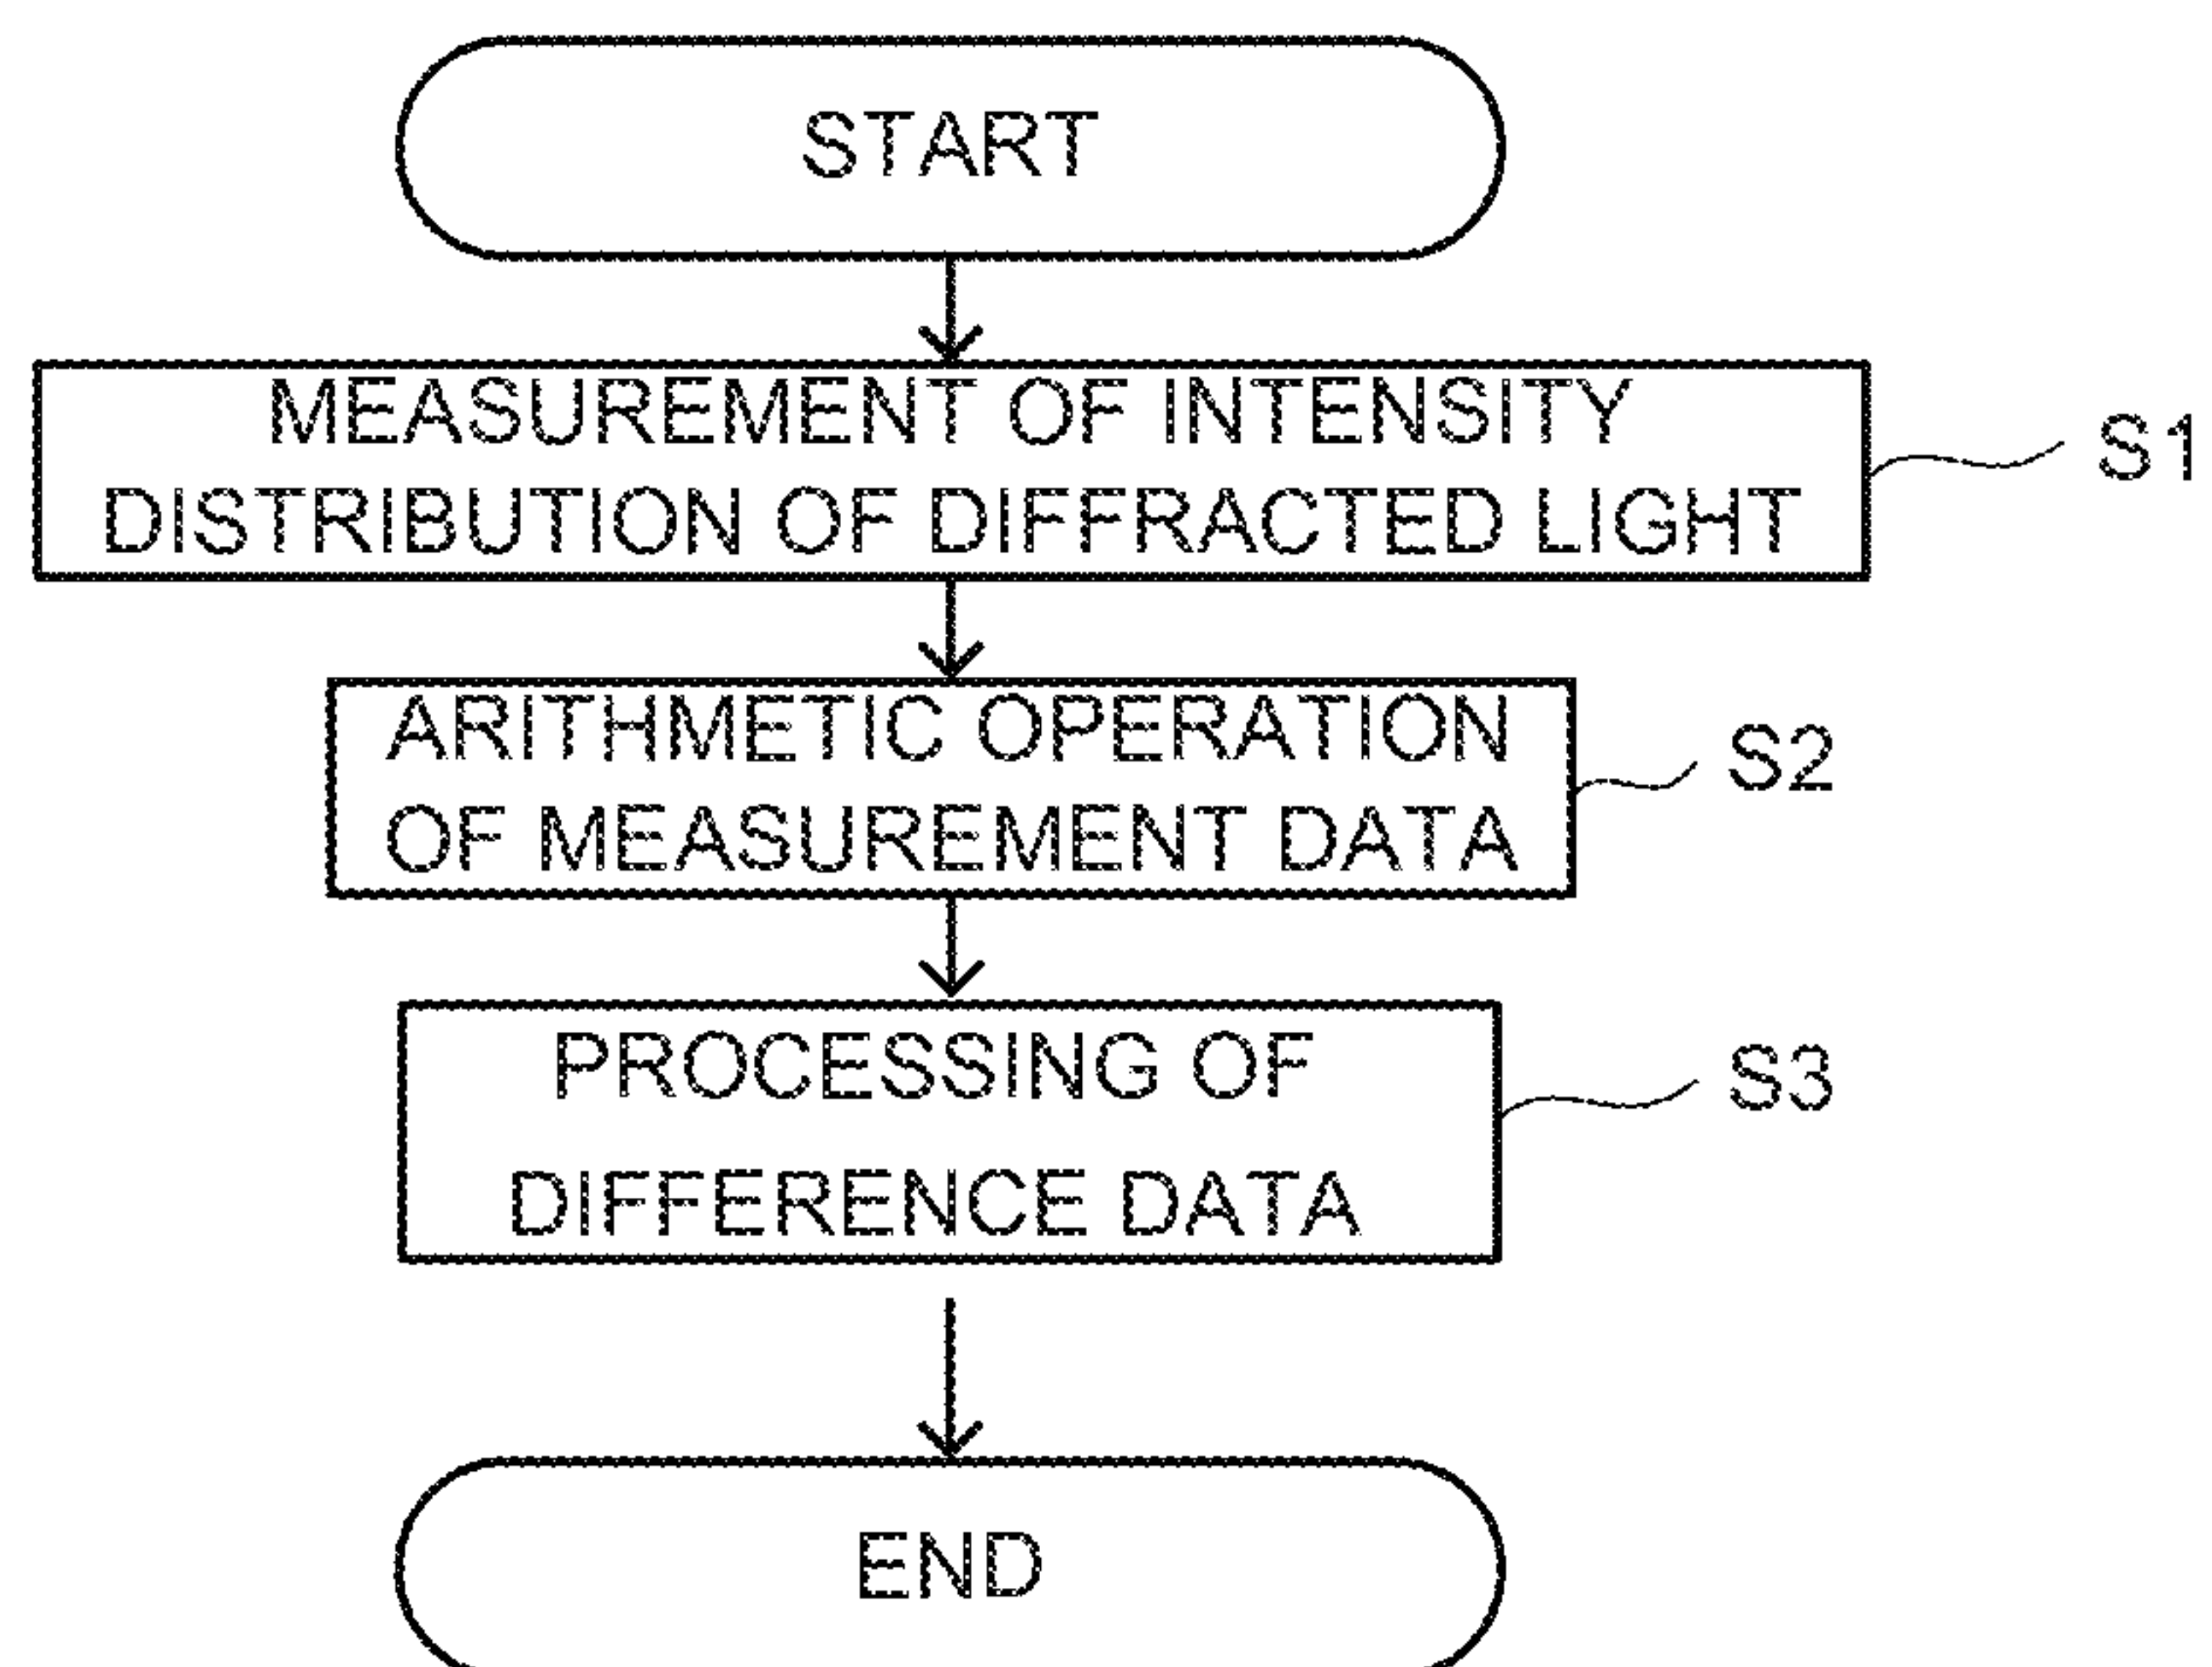 START
MEASUREMENT OF INTENSITY
DISTRIBUTION OF DIFFRACTED LIGHT
S1
ARITHMETIC OPERATION
OF MEASUREMENT DATA
S2
PROCESSING OF
DIFFERENCE DATA
S3
END